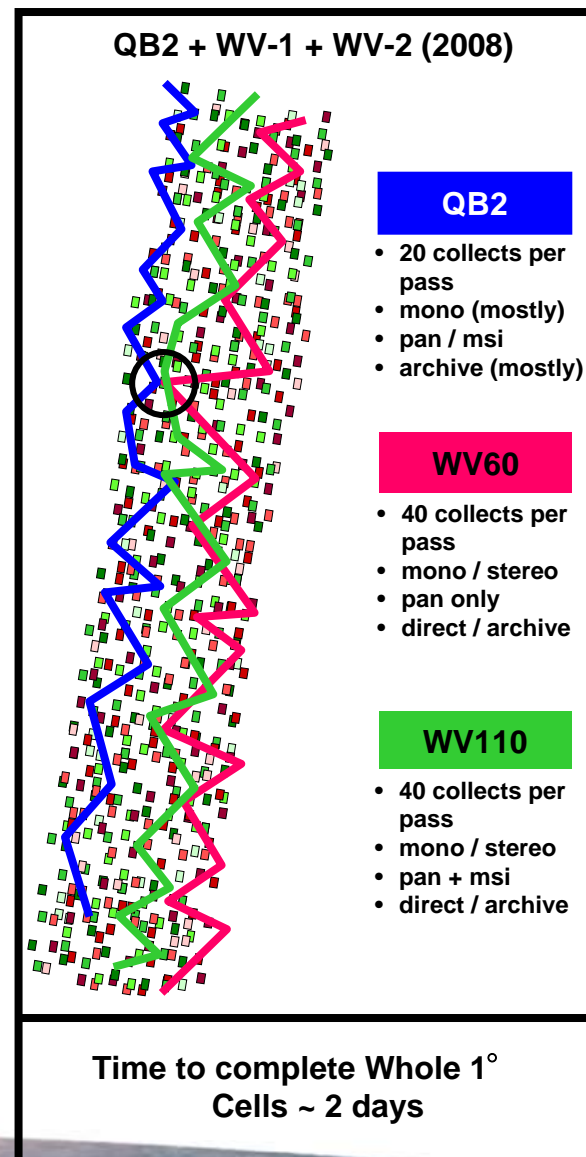 QB2 + WV-1 + WV-2 (2008)
QB2
• 20 collects per
pass
• mono (mostly)
• pan / msi
• archive (mostly)
WV60
• 40 collects per
pass
• mono / stereo
• pan only
• direct / archive
WV110
• 40 collects per
pass
• mono / stereo
• pan + msi
• direct / archive
Time to complete Whole 1°
Cells ~ 2 days